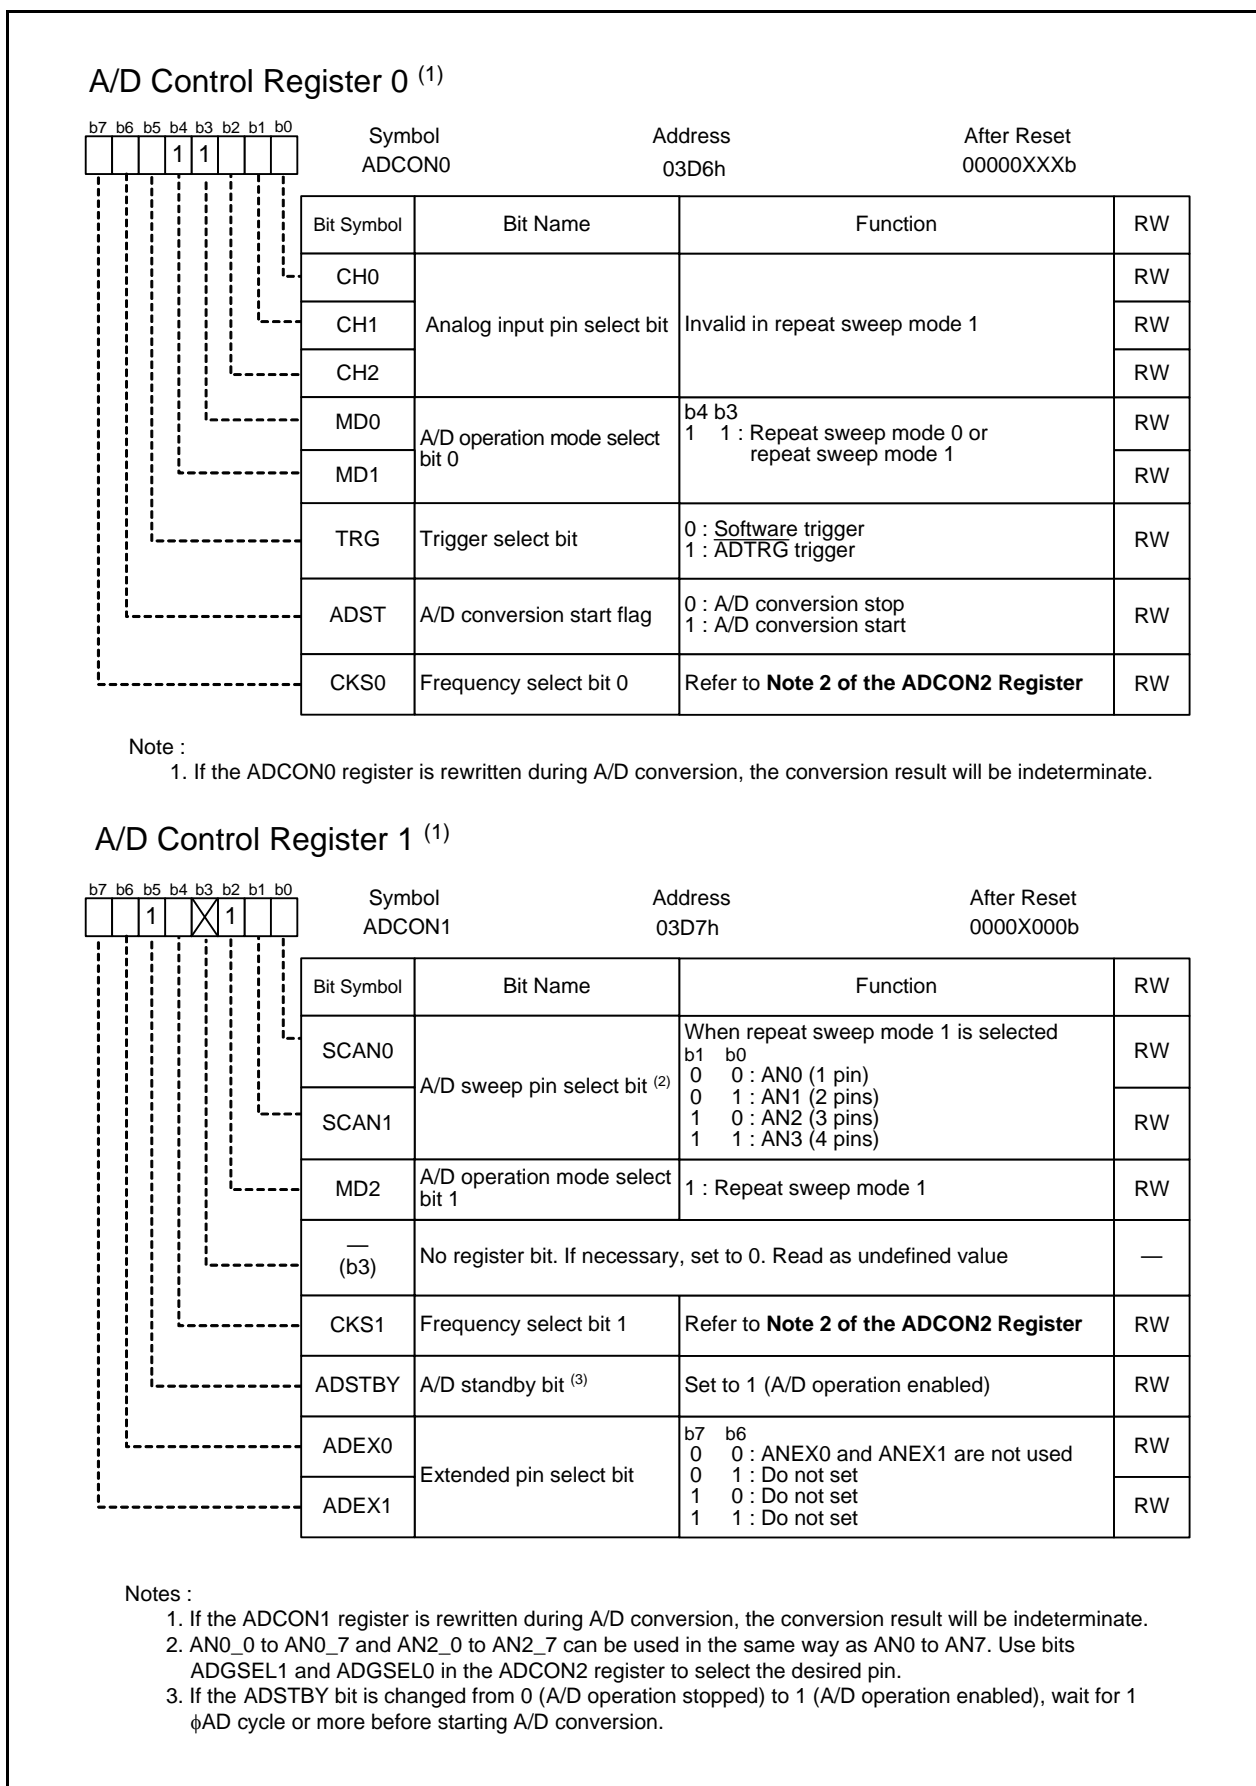 A/D Control Register 0 (1)
b7 b6 b5 b4 b3 b2 b1 b0
1 1
Symbol Address After Reset
ADCON0 03D6h 00000XXXb
Bit Symbol Bit Name Function RW
CH0 RW
CH1 Analog input pin select bit Invalid in repeat sweep mode 1 RW
CH2 RW
MD0 RW
MD1 RW
A/D operation mode select
bit 0
b4 b3
1 1 : Repeat sweep mode 0 or
repeat sweep mode 1
TRG Trigger select bit RW
0 : Software trigger
1 : ADTRG trigger
ADST A/D conversion start flag RW
0 : A/D conversion stop
1 : A/D conversion start
CKS0 Frequency select bit 0 Refer to Note 2 of the ADCON2 Register RW
Note :
1. If the ADCON0 register is rewritten during A/D conversion, the conversion result will be indeterminate.
A/D Control Register 1 (1)
b7 b6 b5 b4 b3 b2 b1 b0
1 1
Symbol Address After Reset
ADCON1 03D7h 0000X000b
Bit Symbol Bit Name Function RW
SCAN0 RW
SCAN1 RW
A/D sweep pin select bit (2)
When repeat sweep mode 1 is selected
b1 b0
0 0 : AN0 (1 pin)
0 1 : AN1 (2 pins)
1 0 : AN2 (3 pins)
1 1 : AN3 (4 pins)
MD2 RW
A/D operation mode select
bit 1
1 : Repeat sweep mode 1
—
(b3)
No register bit. If necessary, set to 0. Read as undefined value —
CKS1 Frequency select bit 1 Refer to Note 2 of the ADCON2 Register RW
ADSTBY A/D standby bit (3) Set to 1 (A/D operation enabled) RW
ADEX0 RW
ADEX1 RW
Extended pin select bit
b7 b6
0 0 : ANEX0 and ANEX1 are not used
0 1 : Do not set
1 0 : Do not set
1 1 : Do not set
Notes :
1. If the ADCON1 register is rewritten during A/D conversion, the conversion result will be indeterminate.
2. AN0_0 to AN0_7 and AN2_0 to AN2_7 can be used in the same way as AN0 to AN7. Use bits
ADGSEL1 and ADGSEL0 in the ADCON2 register to select the desired pin.
3. If the ADSTBY bit is changed from 0 (A/D operation stopped) to 1 (A/D operation enabled), wait for 1
ϕAD cycle or more before starting A/D conversion.